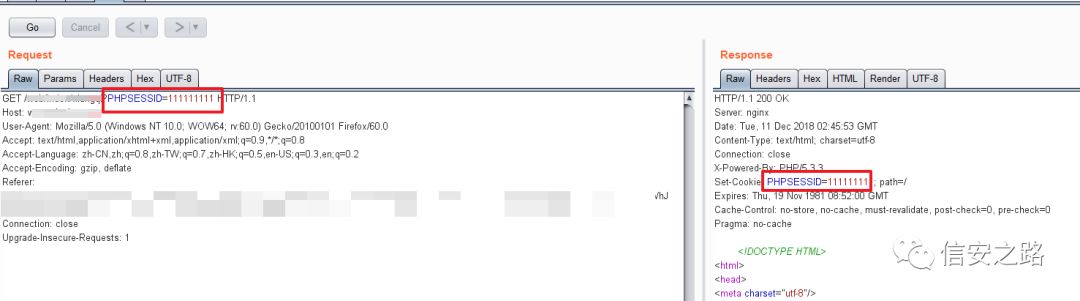 Go Cancel < >
Request
Raw Params Headers Hex UTF-8
GET PHPSESSID=111111111 HTTP/1.1
Host: v
User-Agent: Mozilla/5.0 (Windows NT 10.0; WOW64; rv:60.0) Gecko/20100101 Firefox/60.0
Accept: text/html,application/xhtml+xml,application/xml;q=0.9,*/*;q=0.8
Accept-Language: zh-CN,zh;q=0.8,zh-TW;q=0.7,zh-HK;q=0.5,en-US;q=0.3,en;q=0.2
Accept-Encoding: gzip, deflate
Referer:
Connection: close
Upgrade-Insecure-Requests: 1
Response
Raw Headers Hex HTML Render UTF-8
HTTP/1.1 200 OK
Server: nginx
Date: Tue, 11 Dec 2018 02:45:53 GMT
Content-Type: text/html; charset=utf-8
Connection: close
X-Powered-By: PHP/5.3.3
Set-Cookie: PHPSESSID=11111111; path=/
Expires: Thu, 19 Nov 1981 08:52:00 GMT
Cache-Control: no-store, no-cache, must-revalidate, post-check=0, pre-check=0
Pragma: no-cache
<!DOCTYPE HTML>
<html>
<head>
<meta charset="utf-8"/>
信安之路